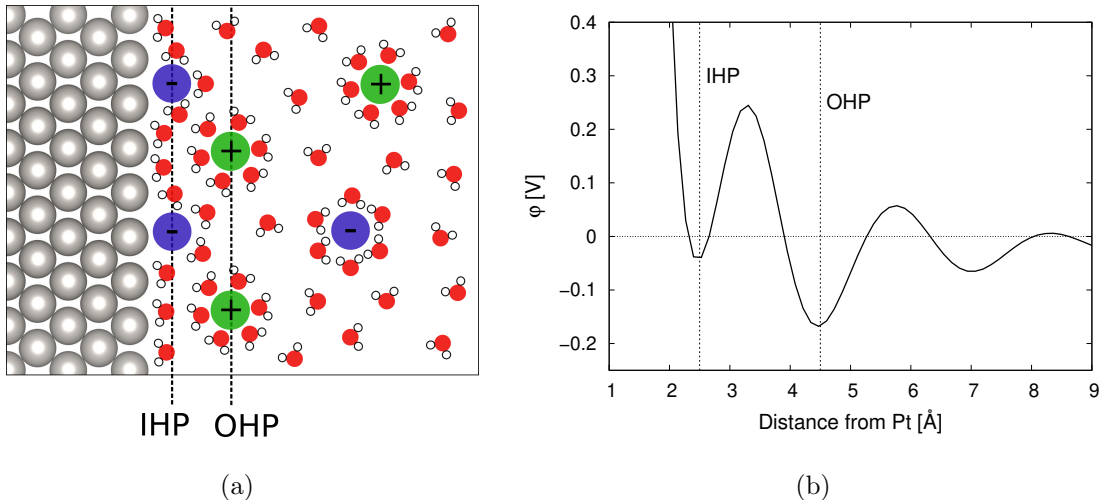 -
+
+
-
-
+
IHP OHP
(a)
0.4
0.3
0.2
0.1
0
−0.1
−0.2
φ [V]
IHP
OHP
1 2 3 4 5 6 7 8 9
Distance from Pt [Å]
(b)